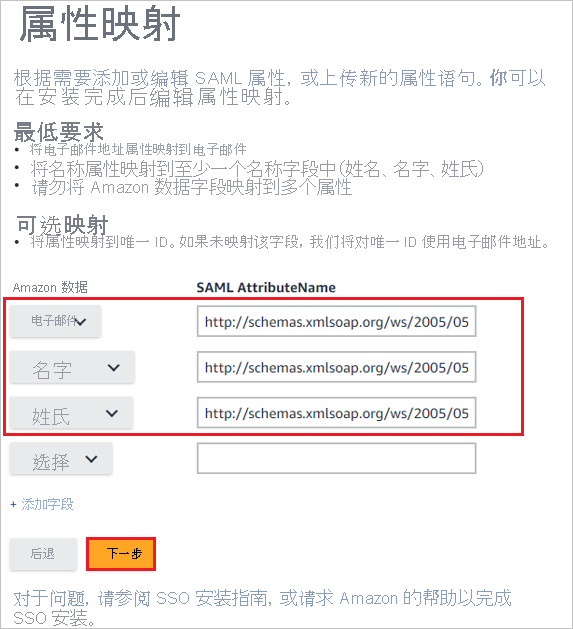 属性映射
根据需要添加或编辑 SAML 属性, 或上传新的属性语句。你可以
在安装完成后编辑属性映射。
最低要求
• 将电子邮件地址属性映射到电子邮件
• 将名称属性映射到至少一个名称字段中(姓名、名字、姓氏)
• 请勿将 Amazon 数据字段映射到多个属性
可选映射
• 将属性映射到唯一 ID。如果未映射该字段, 我们将对唯一 ID 使用电子邮件地址。
Amazon 数据 SAML AttributeName
电子邮件 http://schemas.xmlsoap.org/ws/2005/05
名字 http://schemas.xmlsoap.org/ws/2005/05
姓氏 http://schemas.xmlsoap.org/ws/2005/05
选择
+ 添加字段
后退 下一步
对于问题, 请参阅 SSO 安装指南, 或请求 Amazon 的帮助以完成
SSO 安装。